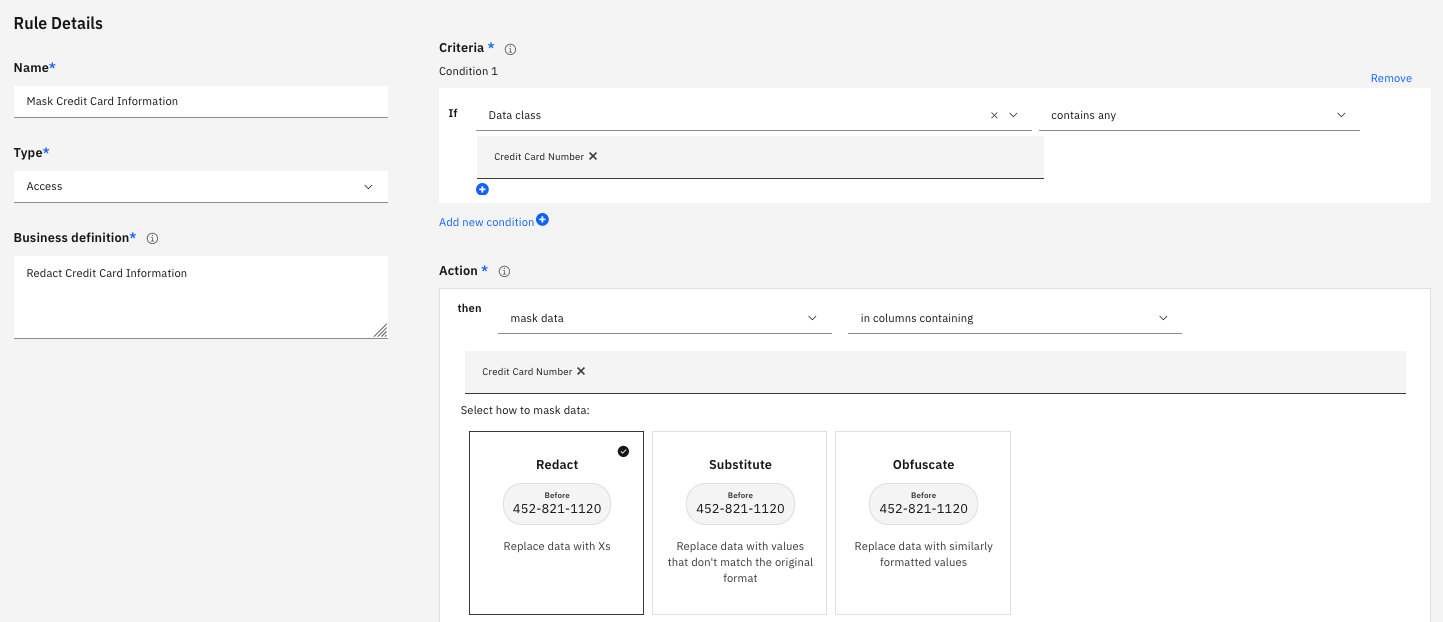 Rule Details
Name*
Mask Credit Card Information
Type*
Access
Business definition*
Redact Credit Card Information
Criteria *
Condition 1
Remove
If
Data class
contains any
Credit Card Number
Add new condition
Action *
then
mask data
in columns containing
Credit Card Number
Select how to mask data:
Redact
Before
452-821-1120
Replace data with Xs
Substitute
Before
452-821-1120
Replace data with values
that don't match the original
format
Obfuscate
Before
452-821-1120
Replace data with similarly
formatted values